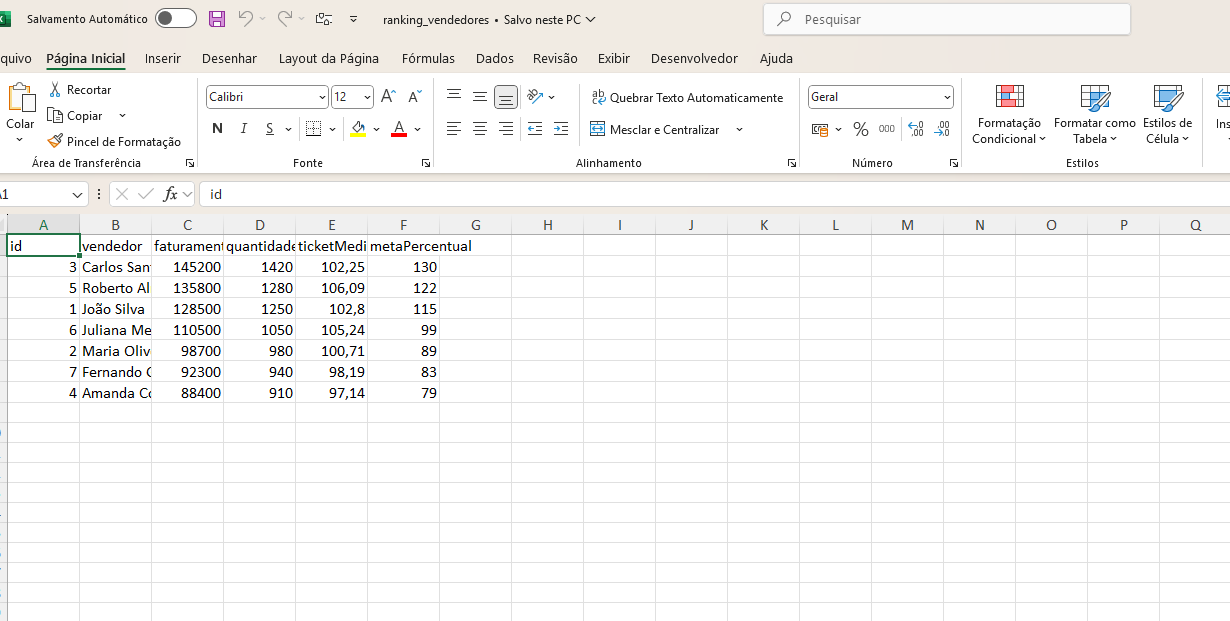 Salvamento Automático
ranking_vendedores • Salvo neste PC
Pesquisar
quivo Página Inicial Inserir Desenhar Layout da Página Fórmulas Dados Revisão Exibir Desenvolvedor Ajuda
Colar
Recortar
Copiar
Pincel de Formatação
Área de Transferência
Calibri 12
N I S
Fonte
Quebrar Texto Automaticamente
Mesclar e Centralizar
Alinhamento
Geral
% 000
Número
Formatação Condicional
Formatar como Tabela
Estilos de Célula
Estilos
Ins
A1
fx id
A B C D E F G H I J K L M N O P Q
id vendedor faturament quantidade ticketMedi metaPercentual
3 Carlos San 145200 1420 102,25 130
5 Roberto Al 135800 1280 106,09 122
1 João Silva 128500 1250 102,8 115
6 Juliana Me 110500 1050 105,24 99
2 Maria Oliv 98700 980 100,71 89
7 Fernando 92300 940 98,19 83
4 Amanda Co 88400 910 97,14 79